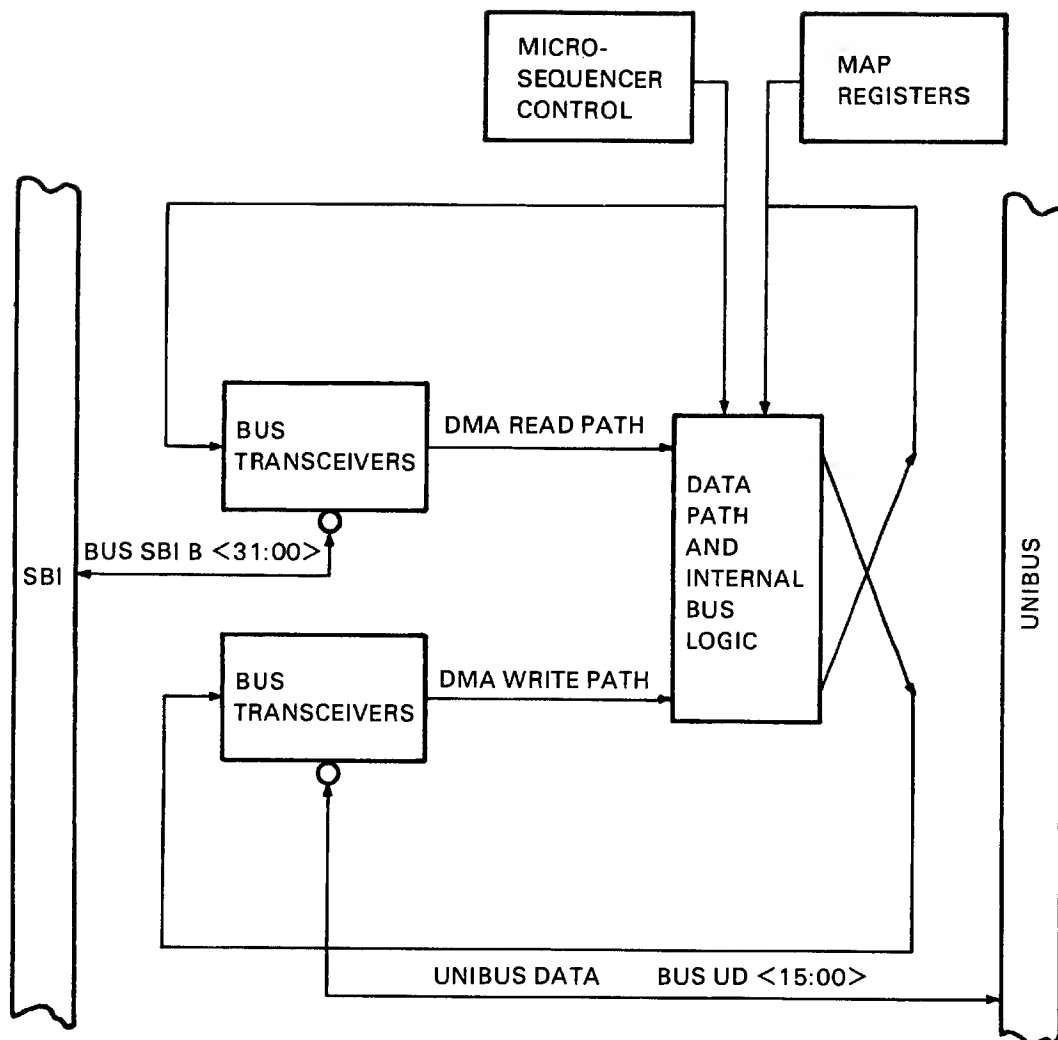 MICRO-
SEQUENCER
CONTROL
MAP
REGISTERS
BUS
TRANSCEIVERS
DMA READ PATH
DATA
PATH
AND
INTERNAL
BUS
LOGIC
BUS SBI B <31:00>
SBI
UNIBUS
BUS
TRANSCEIVERS
DMA WRITE PATH
UNIBUS DATA BUS UD <15:00>